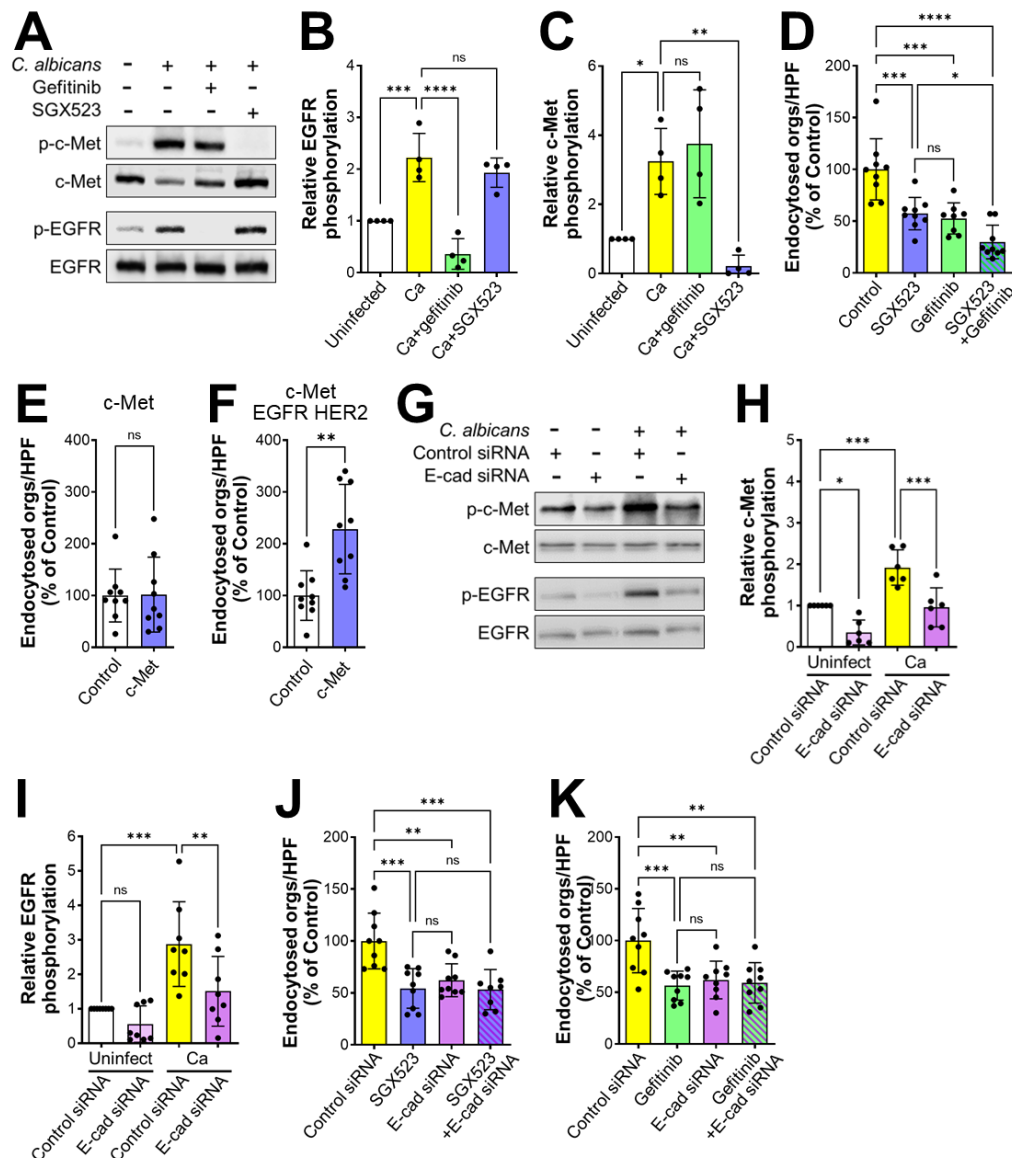 A
C. albicans - + + +
Gefitinib - - + -
SGX523 - - - +
p-c-Met
c-Met
p-EGFR
EGFR
B
Relative EGFR
phosphorylation
4
3
2
1
0
ns
*** ****
Uninfected
Ca
Ca+gefitinib
Ca+SGX523
C
Relative c-Met
phosphorylation
8
6
4
2
0
**
* ns
Uninfected
Ca
Ca+gefitinib
Ca+SGX523
D
Endocytosed orgs/HPF
(% of Control)
200
150
100
50
0
****
***
*** *
ns
Control
SGX523
Gefitinib
SGX523
+Gefitinib
E
c-Met
Endocytosed orgs/HPF
(% of Control)
400
300
200
100
0
ns
Control
c-Met
F
c-Met
EGFR HER2
Endocytosed orgs/HPF
(% of Control)
400
300
200
100
0
**
Control
c-Met
G
C. albicans - - + +
Control siRNA + - + -
E-cad siRNA - + - +
p-c-Met
c-Met
p-EGFR
EGFR
H
Relative c-Met
phosphorylation
5
4
3
2
1
0
***
* ***
Uninfect Ca
Control siRNA
E-cad siRNA
Control siRNA
E-cad siRNA
I
Relative EGFR
phosphorylation
6
5
4
3
2
1
0
*** **
ns
Uninfect Ca
Control siRNA
E-cad siRNA
Control siRNA
E-cad siRNA
J
Endocytosed orgs/HPF
(% of Control)
200
150
100
50
0
***
**
*** ns
ns
Control siRNA
SGX523
E-cad siRNA
SGX523
+E-cad siRNA
K
Endocytosed orgs/HPF
(% of Control)
200
150
100
50
0
**
**
*** ns
ns
Control siRNA
Gefitinib
E-cad siRNA
Gefitinib
+E-cad siRNA